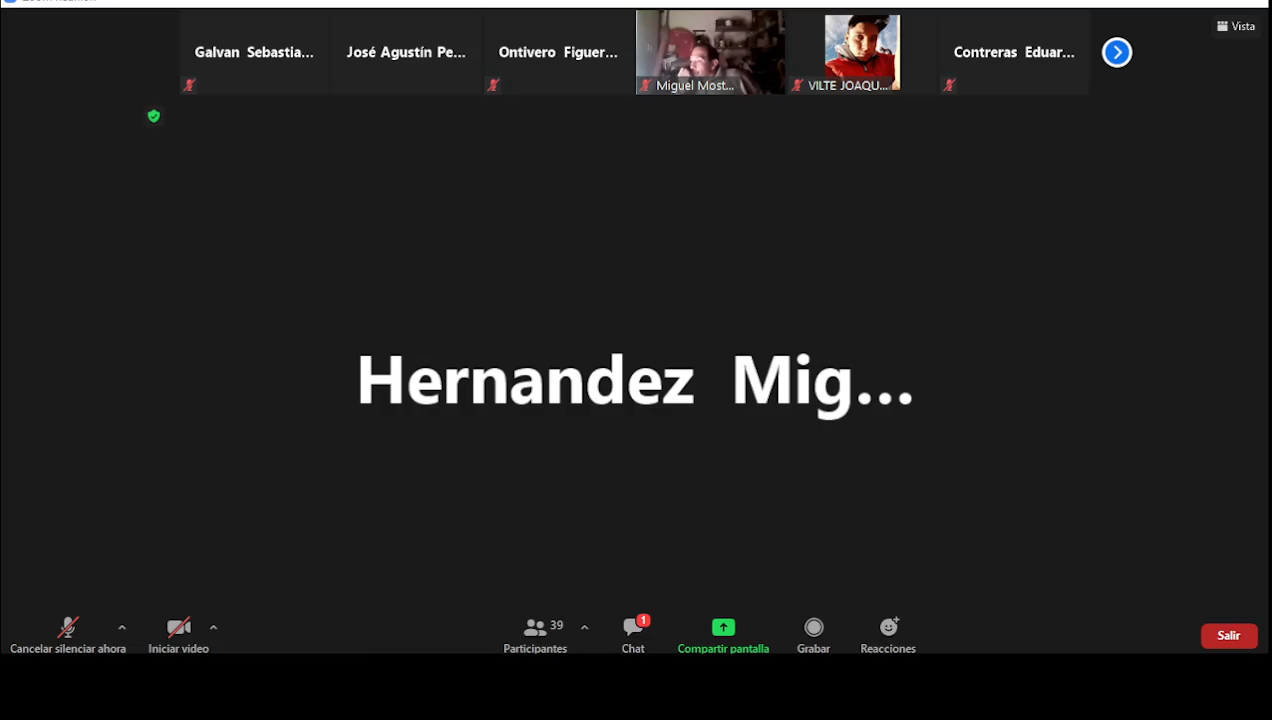 Vista
Galvan Sebastia...
José Agustín Pe...
Ontivero Figuer...
Miguel Most...
VILTE JOAQU...
Contreras Eduar...
Hernandez Mig...
Cancelar silenciar ahora
Iniciar video
39
Participantes
1
Chat
Compartir pantalla
Grabar
Reacciones
Salir